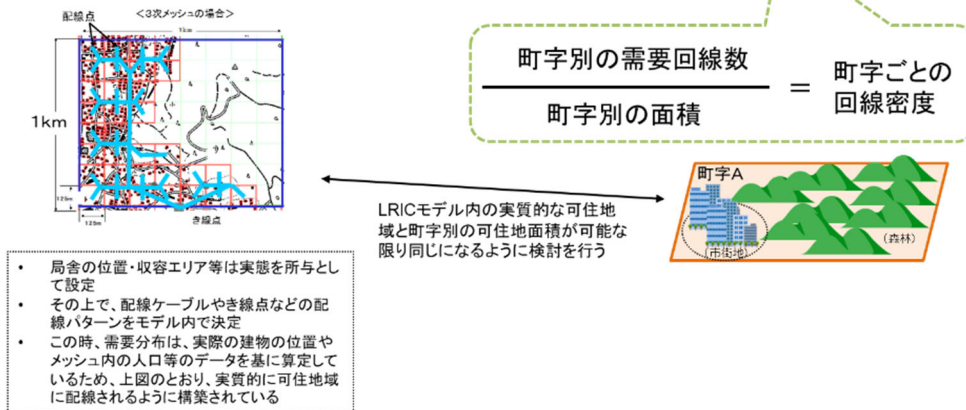 配線点
＜3次メッシュの場合＞
1km
1km
125m
125m
き線点
町字別の需要回線数
町字別の面積
＝
町字ごとの
回線密度
LRICモデル内の実質的な可住地
域と町字別の可住地面積が可能な
限り同じになるように検討を行う
町字A
(市街地)
(森林)
• 局舎の位置・収容エリア等は実態を所与とし
て設定
• その上で、配線ケーブルやき線点などの配
線パターンをモデル内で決定
• この時、需要分布は、実際の建物の位置や
メッシュ内の人口等のデータを基に算定して
いるため、上図のとおり、実質的に可住地域
に配線されるように構築されている